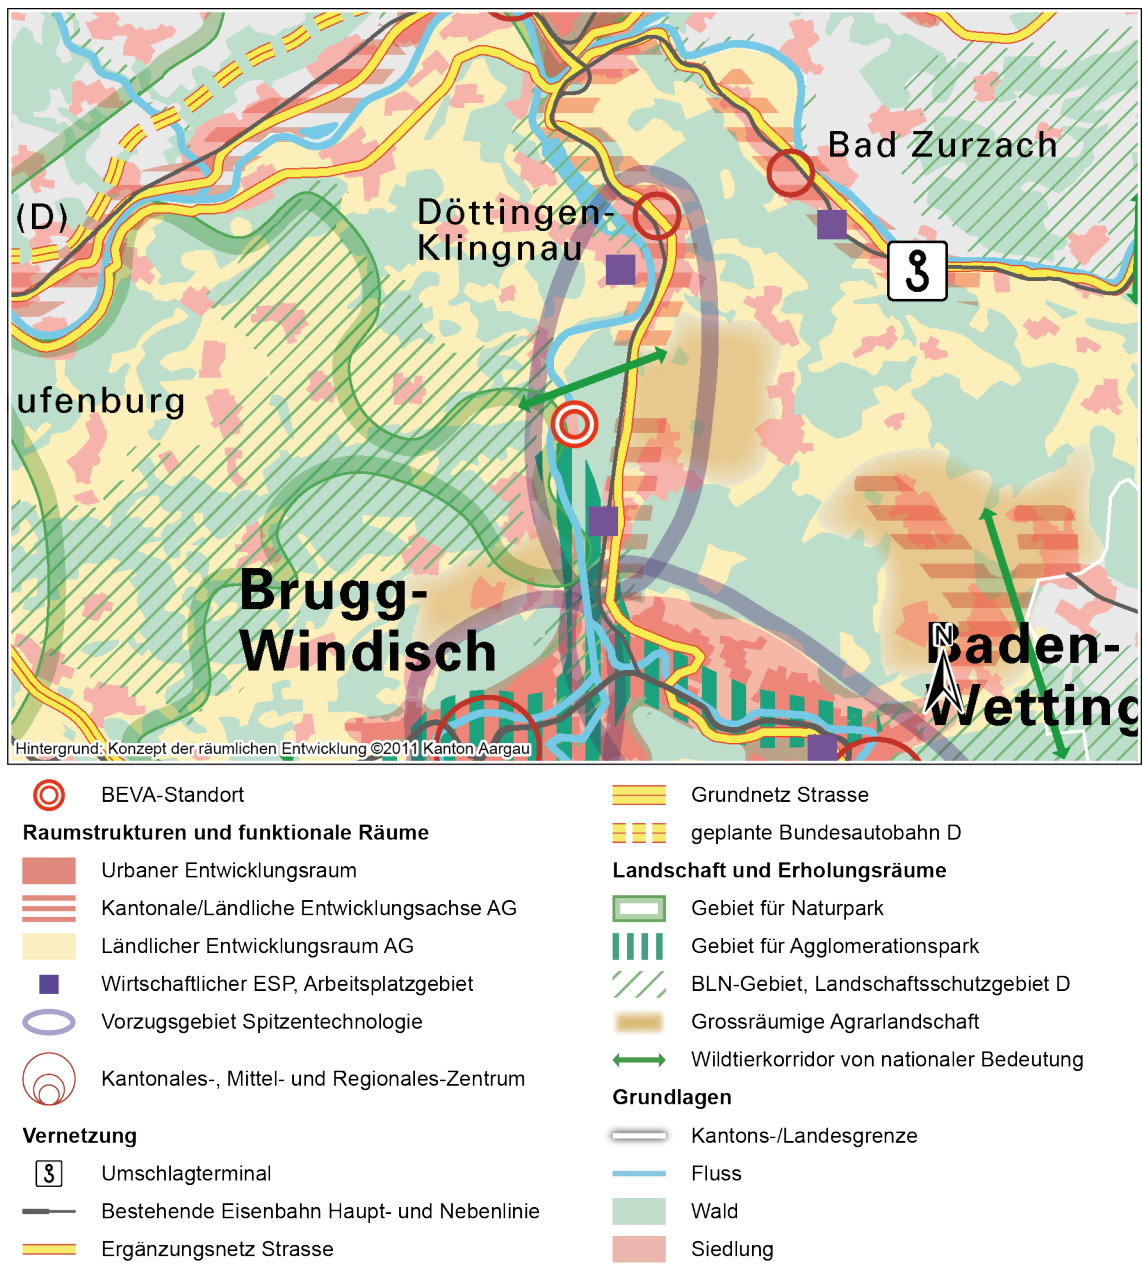 Bad Zurzach
(D)
Döttingen-
Klingnau
ufenburg
Brugg-
Windisch
N
Baden-
Wetting
Hintergrund: Konzept der räumlichen Entwicklung ©2011 Kanton Aargau
BEVA-Standort
Raumstrukturen und funktionale Räume
Urbaner Entwicklungsraum
Kantonale/Ländliche Entwicklungsachse AG
Ländlicher Entwicklungsraum AG
Wirtschaftlicher ESP, Arbeitsplatzgebiet
Vorzugsgebiet Spitzentechnologie
Kantonales-, Mittel- und Regionales-Zentrum
Vernetzung
Umschlagterminal
Bestehende Eisenbahn Haupt- und Nebenlinie
Ergänzungsnetz Strasse
Grundnetz Strasse
geplante Bundesautobahn D
Landschaft und Erholungsräume
Gebiet für Naturpark
Gebiet für Agglomerationspark
BLN-Gebiet, Landschaftsschutzgebiet D
Grossräumige Agrarlandschaft
Wildtierkorridor von nationaler Bedeutung
Grundlagen
Kantons-/Landesgrenze
Fluss
Wald
Siedlung